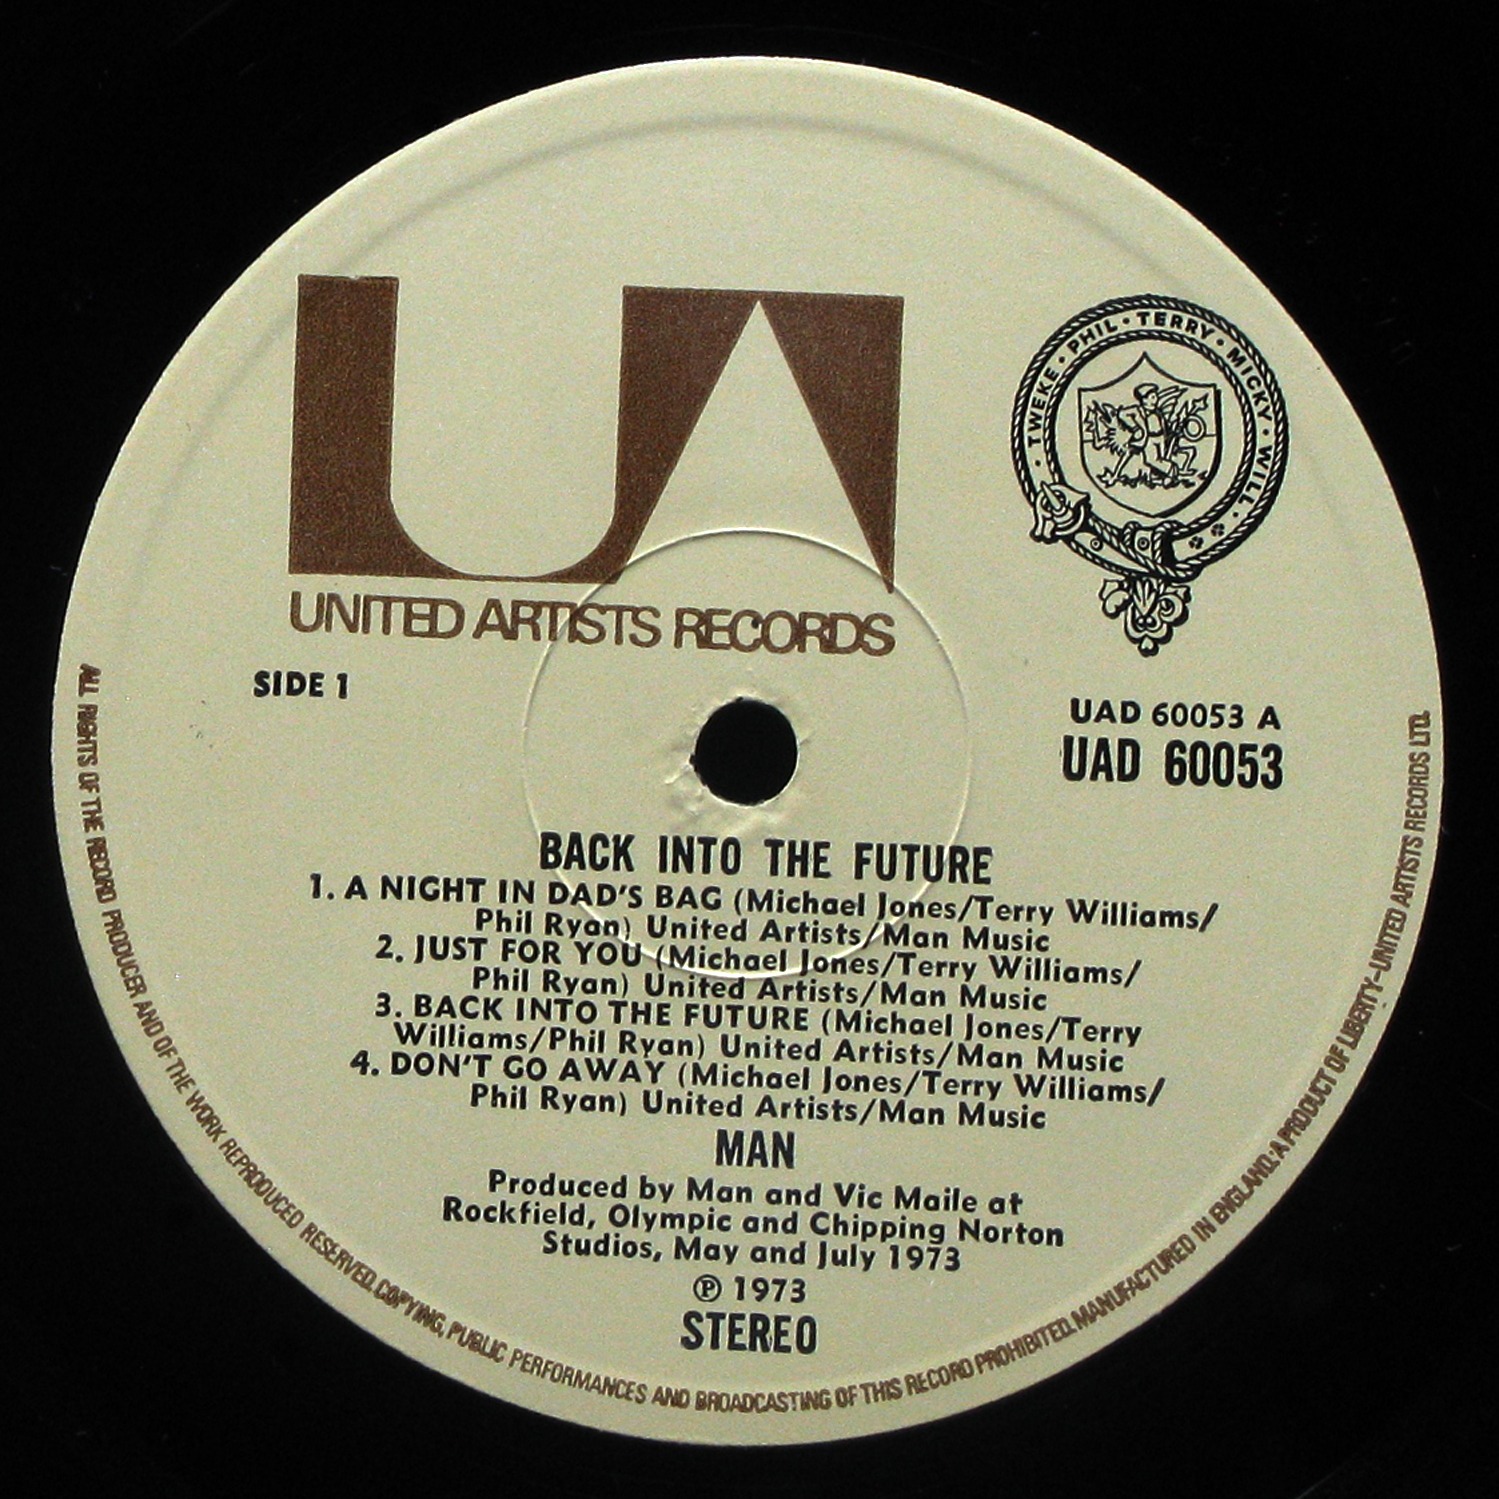 UA
UNITED ARTISTS RECORDS
· TWEKE · PHIL · TERRY · MICKY · WILL ·
SIDE 1
UAD 60053 A
UAD 60053
BACK INTO THE FUTURE
1. A NIGHT IN DAD'S BAG (Michael Jones/Terry Williams/
Phil Ryan) United Artists/Man Music
2. JUST FOR YOU (Michael Jones/Terry Williams/
Phil Ryan) United Artists/Man Music
3. BACK INTO THE FUTURE (Michael Jones/Terry
Williams/Phil Ryan) United Artists/Man Music
4. DON'T GO AWAY (Michael Jones/Terry Williams/
Phil Ryan) United Artists/Man Music
MAN
Produced by Man and Vic Maile at
Rockfield, Olympic and Chipping Norton
Studios, May and July 1973
℗ 1973
STEREO
ALL RIGHTS OF THE RECORD PRODUCER AND OF THE WORK REPRODUCED RESERVED. COPYING, PUBLIC PERFORMANCES AND BROADCASTING OF THIS RECORD PROHIBITED. MANUFACTURED IN ENGLAND. A PRODUCT OF LIBERTY-UNITED ARTISTS RECORDS LTD.